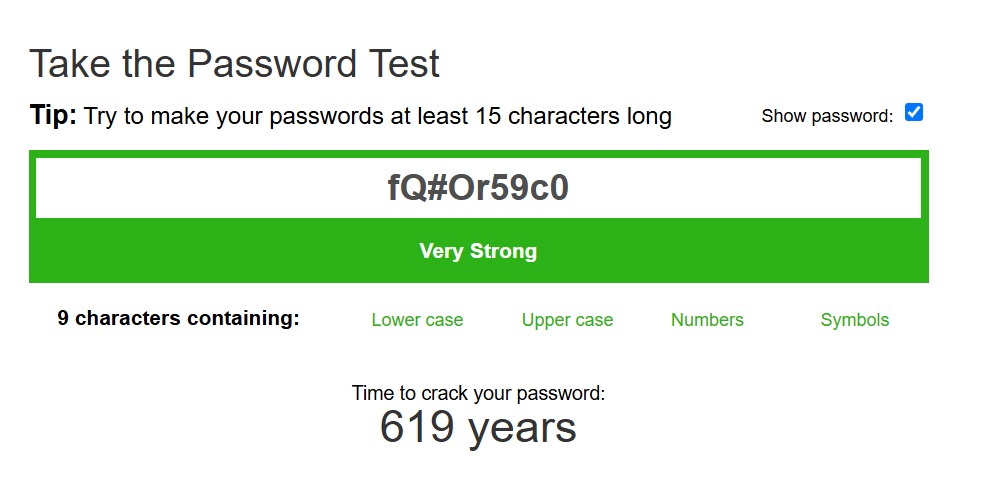 Take the Password Test
Tip: Try to make your passwords at least 15 characters long Show password:
fQ#Or59c0
Very Strong
9 characters containing: Lower case Upper case Numbers Symbols
Time to crack your password:
619 years